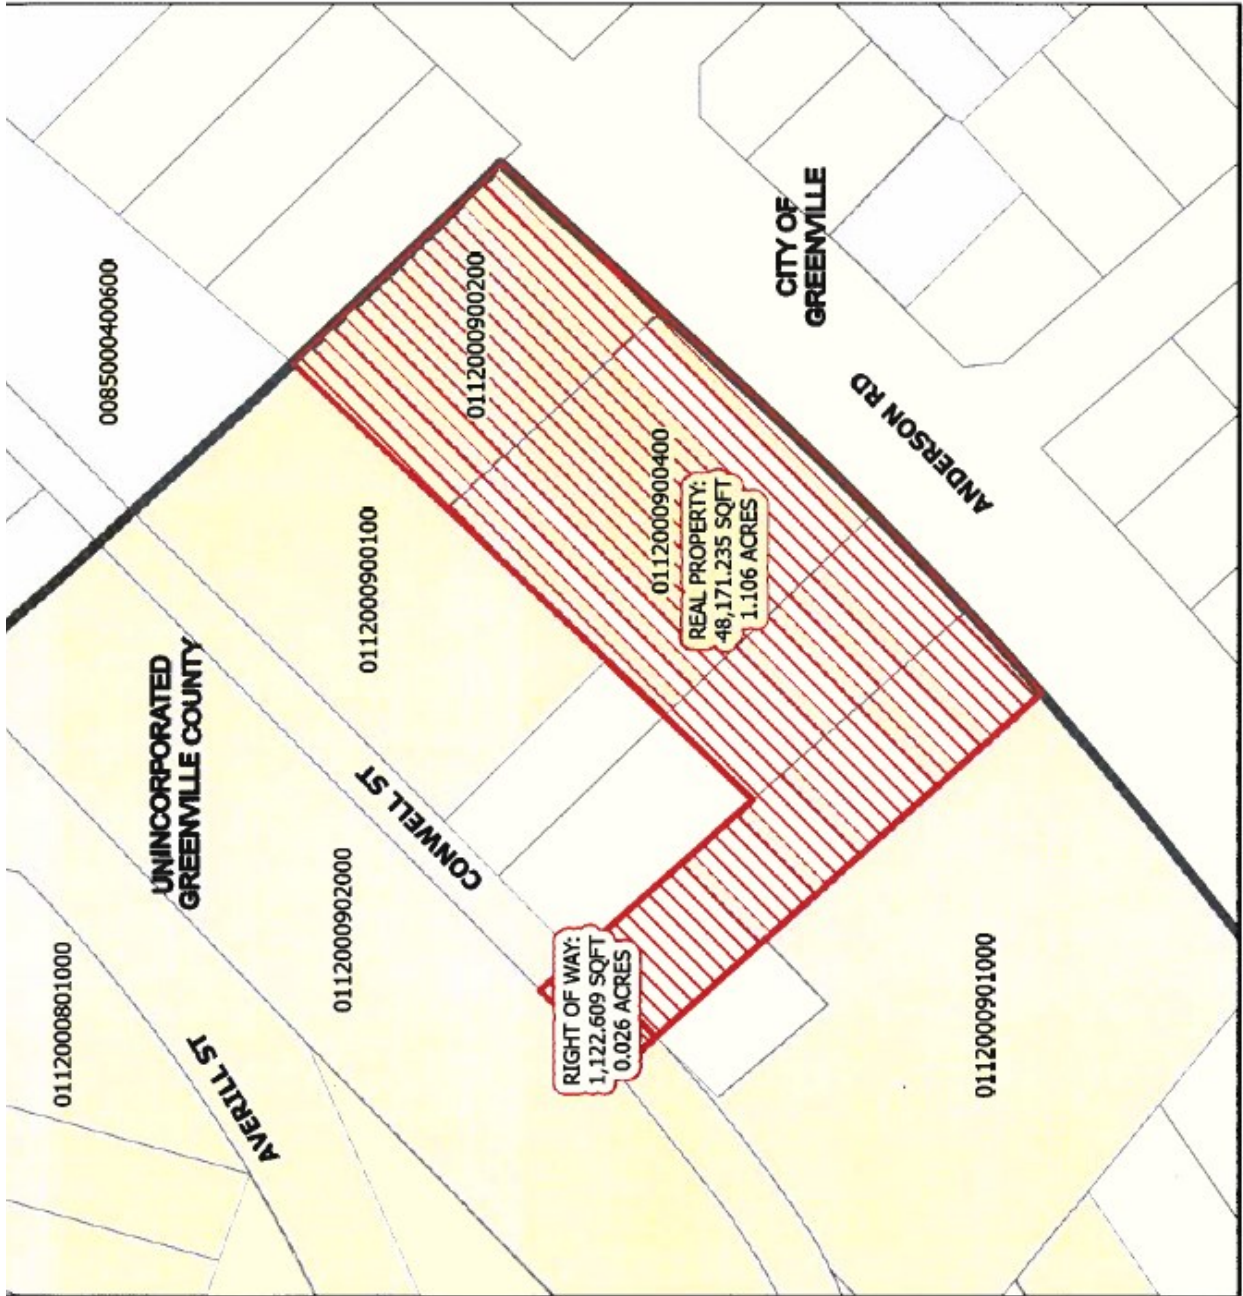 0085000400600
0112000900200
CITY OF
GREENVILLE
0112000900400
REAL PROPERTY:
48,171.235 SQFT
1.106 ACRES
ANDERSON RD
0112000900100
UNINCORPORATED
GREENVILLE COUNTY
CONWELL ST
0112000902000
RIGHT OF WAY:
1,122.609 SQFT
0.026 ACRES
0112000801000
AVERILL ST
0112000901000